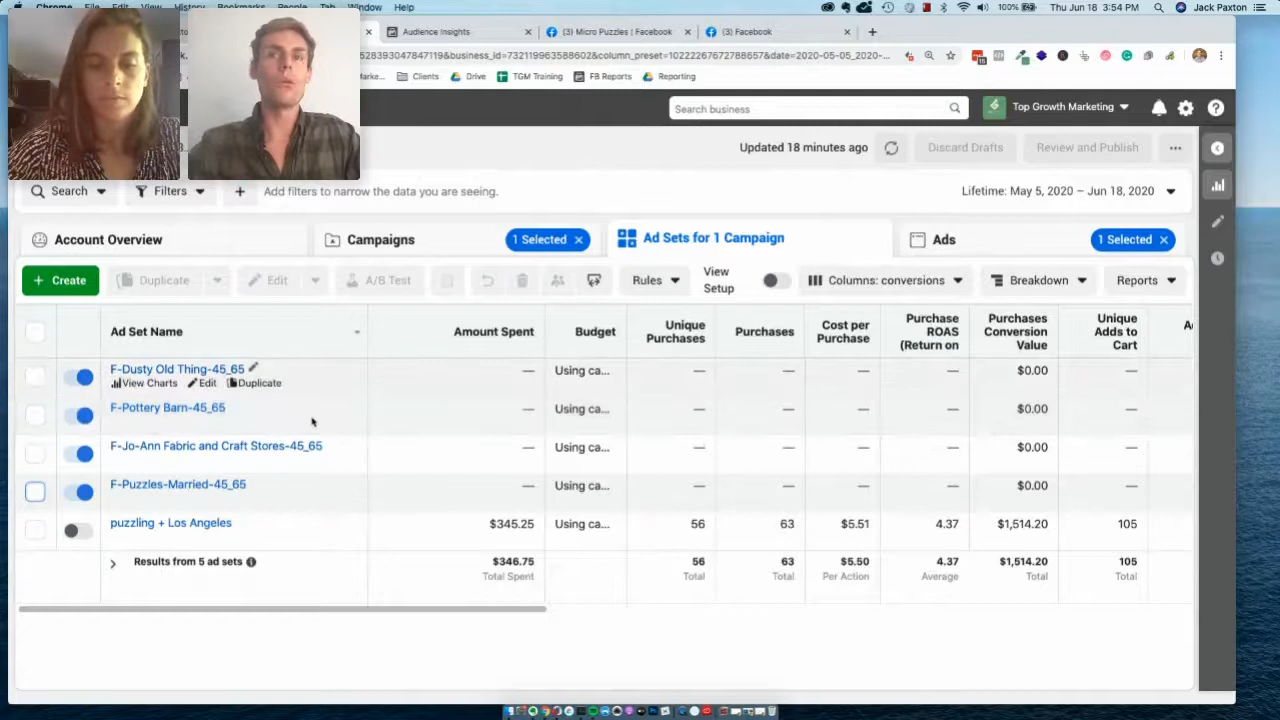 Chrome File Edit View History Bookmarks People Tab Window Help
100% Thu Jun 18 3:54 PM Jack Paxton
Audience Insights
(3) Micro Puzzles | Facebook
(3) Facebook
528393047847119&business_id=732119963588602&column_preset=10222267672788657&date=2020-05-05_2020-...
Marke... Clients Drive TGM Training FB Reports Reporting
Search business
Top Growth Marketing
Updated 18 minutes ago
Discard Drafts
Review and Publish
Search
Filters
Add filters to narrow the data you are seeing.
Lifetime: May 5, 2020 – Jun 18, 2020
Account Overview
Campaigns
1 Selected ×
Ad Sets for 1 Campaign
Ads
1 Selected ×
+ Create
Duplicate
Edit
A/B Test
Rules
View Setup
Columns: conversions
Breakdown
Reports
Ad Set Name
Amount Spent
Budget
Unique Purchases
Purchases
Cost per Purchase
Purchase ROAS (Return on
Purchases Conversion Value
Unique Adds to Cart
F-Dusty Old Thing-45_65 — Using ca... — — — — $0.00 —
View Charts Edit Duplicate
F-Pottery Barn-45_65 — Using ca... — — — — $0.00 —
F-Jo-Ann Fabric and Craft Stores-45_65 — Using ca... — — — — $0.00 —
F-Puzzles-Married-45_65 — Using ca... — — — — $0.00 —
puzzling + Los Angeles $345.25 Using ca... 56 63 $5.51 4.37 $1,514.20 105
Results from 5 ad sets $346.75 56 63 $5.50 4.37 $1,514.20 105
Total Spent Total Total Per Action Average Total Total